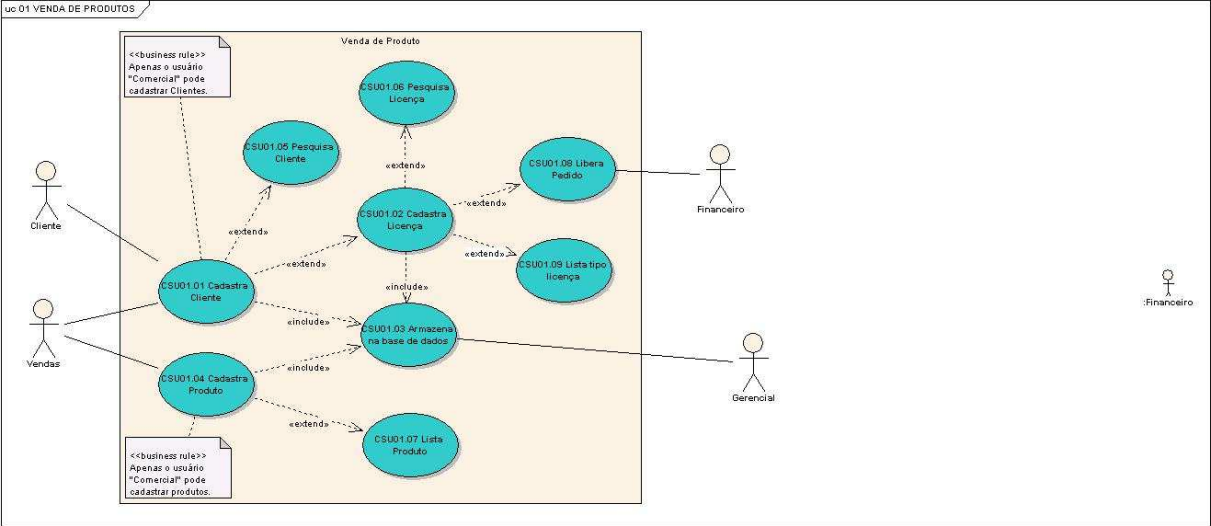 uc 01 VENDA DE PRODUTOS
Venda de Produto
<<business rule>>
Apenas o usuário
"Comercial" pode
cadastrar Clientes.
CSU01.06 Pesquisa
Licença
CSU01.05 Pesquisa
Cliente
«extend»
CSU01.08 Libera
Pedido
«extend»
Financeiro
Cliente
CSU01.02 Cadastra
Licença
«extend»
«extend»
«extend»
CSU01.09 Lista tipo
licença
CSU01.01 Cadastra
Cliente
«include»
:Financeiro
«include»
CSU01.03 Armazena
na base de dados
Vendas
«include»
CSU01.04 Cadastra
Produto
Gerencial
«extend»
CSU01.07 Lista
Produto
<<business rule>>
Apenas o usuário
"Comercial" pode
cadastrar produtos.